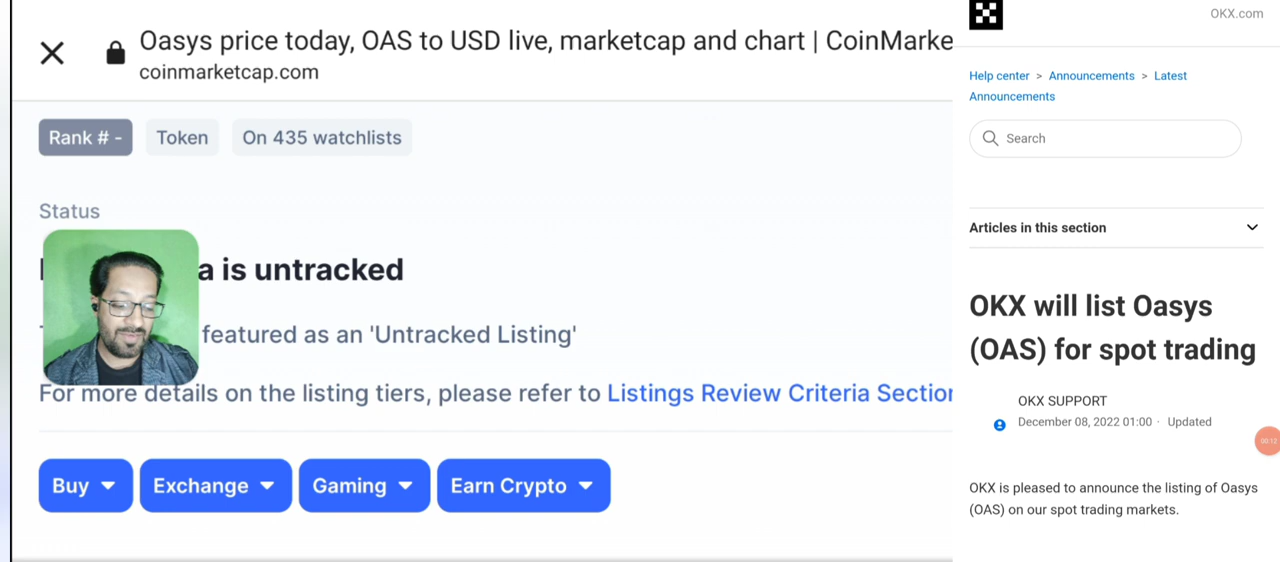 Oasys price today, OAS to USD live, marketcap and chart | CoinMarke
coinmarketcap.com
Rank # -
Token
On 435 watchlists
Status
a is untracked
featured as an 'Untracked Listing'
For more details on the listing tiers, please refer to Listings Review Criteria Section
Buy
Exchange
Gaming
Earn Crypto
OKX.com
Help center > Announcements > Latest
Announcements
Search
Articles in this section
OKX will list Oasys
(OAS) for spot trading
OKX SUPPORT
December 08, 2022 01:00 · Updated
00:12
OKX is pleased to announce the listing of Oasys
(OAS) on our spot trading markets.